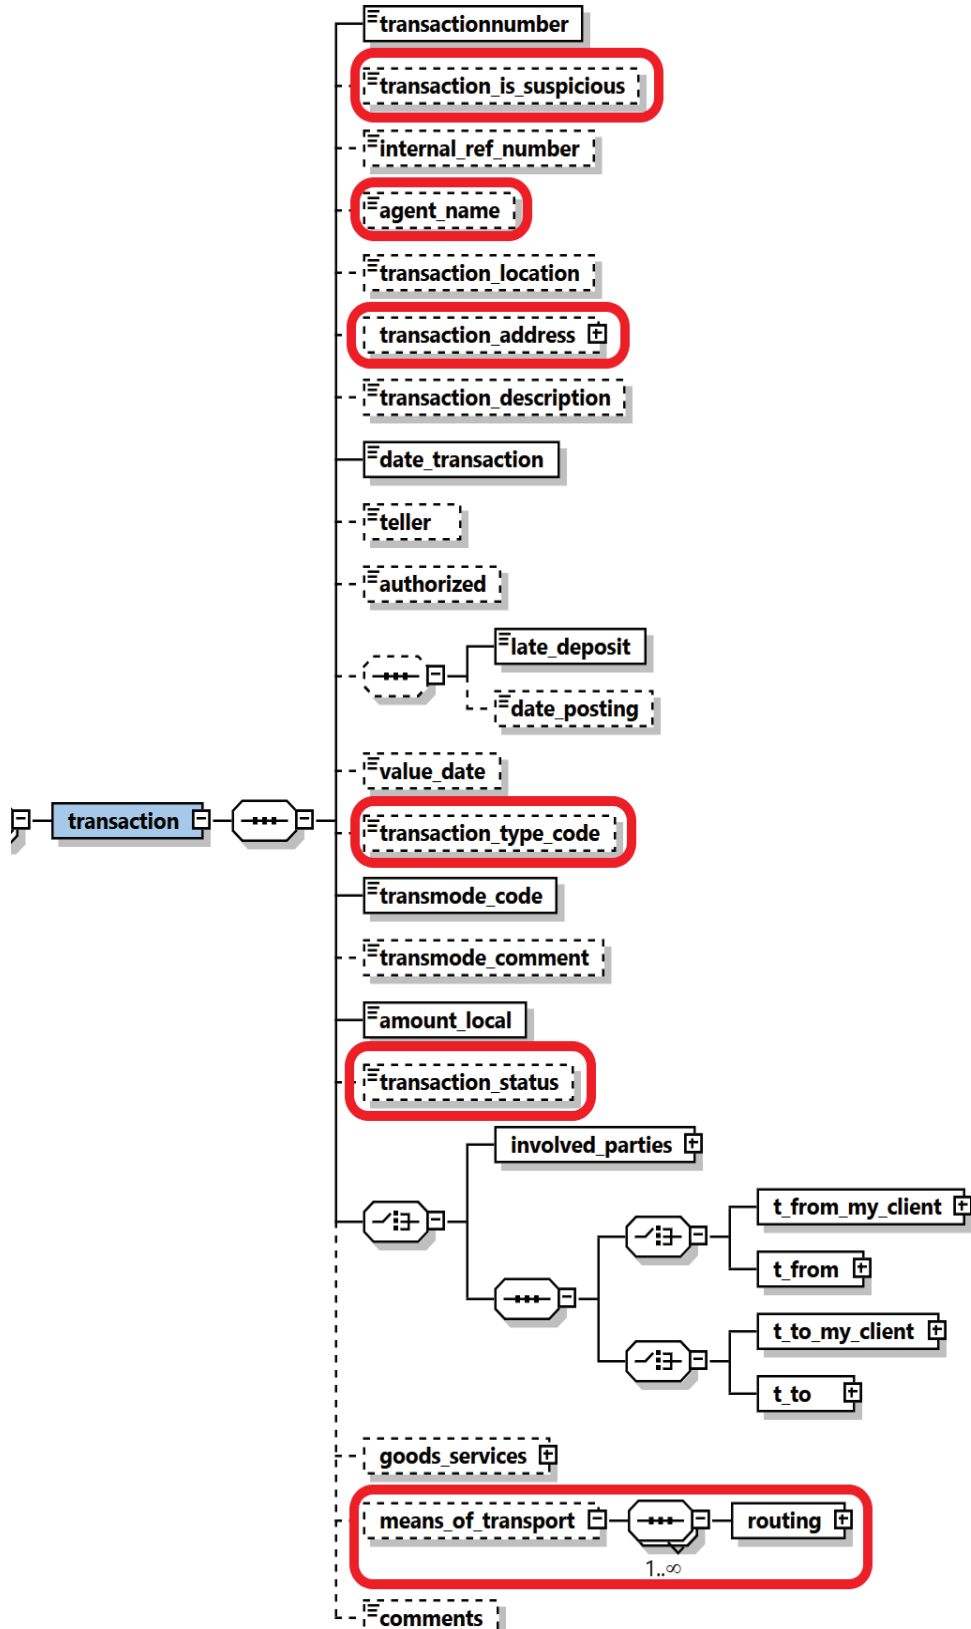 transactionnumber
transaction_is_suspicious
internal_ref_number
agent_name
transaction_location
transaction_address
transaction_description
date_transaction
teller
authorized
late_deposit
date_posting
value_date
transaction
transaction_type_code
transmode_code
transmode_comment
amount_local
transaction_status
involved_parties
t_from_my_client
t_from
t_to_my_client
t_to
goods_services
means_of_transport
routing
1..∞
comments